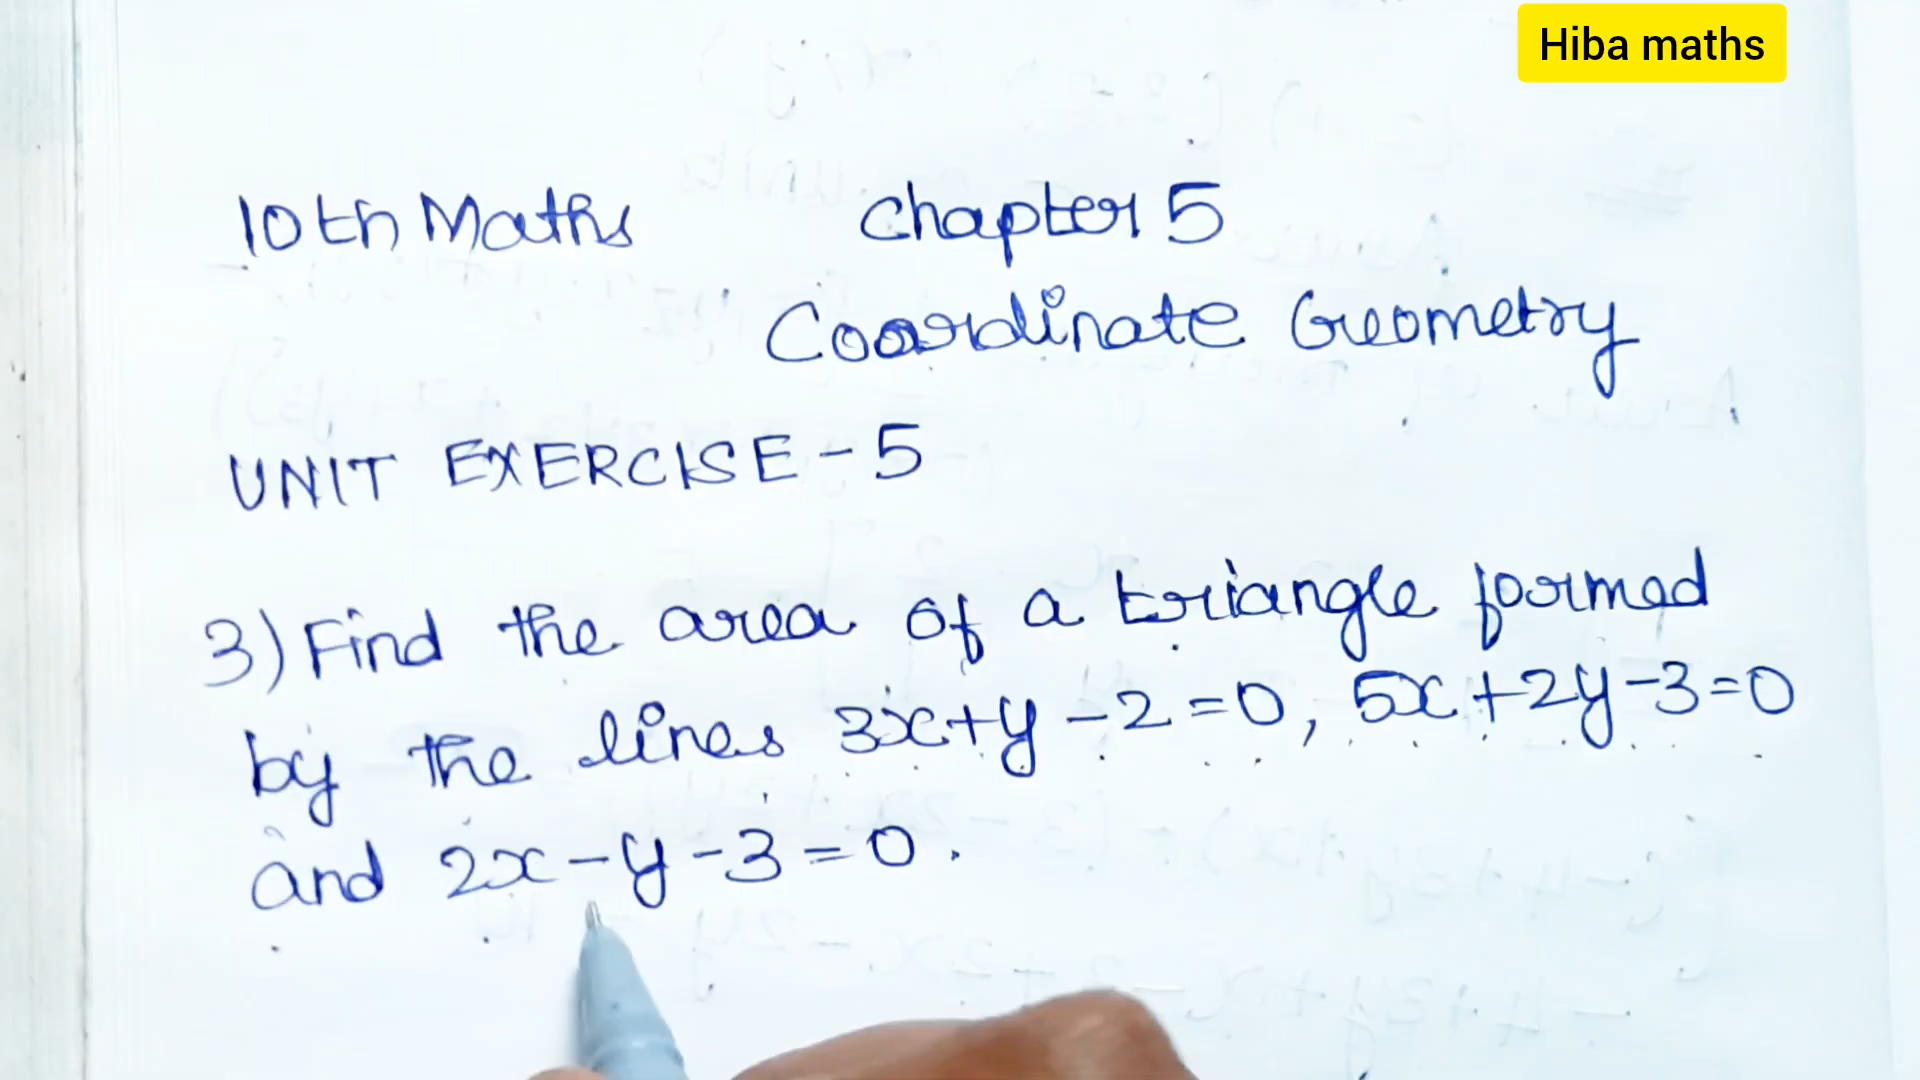 Hiba maths
10th Maths Chapter 5
Coordinate Geometry
UNIT EXERCISE - 5
3) Find the area of a triangle formed
by the lines 3x+y-2=0, 5x+2y-3=0
and 2x-y-3=0.